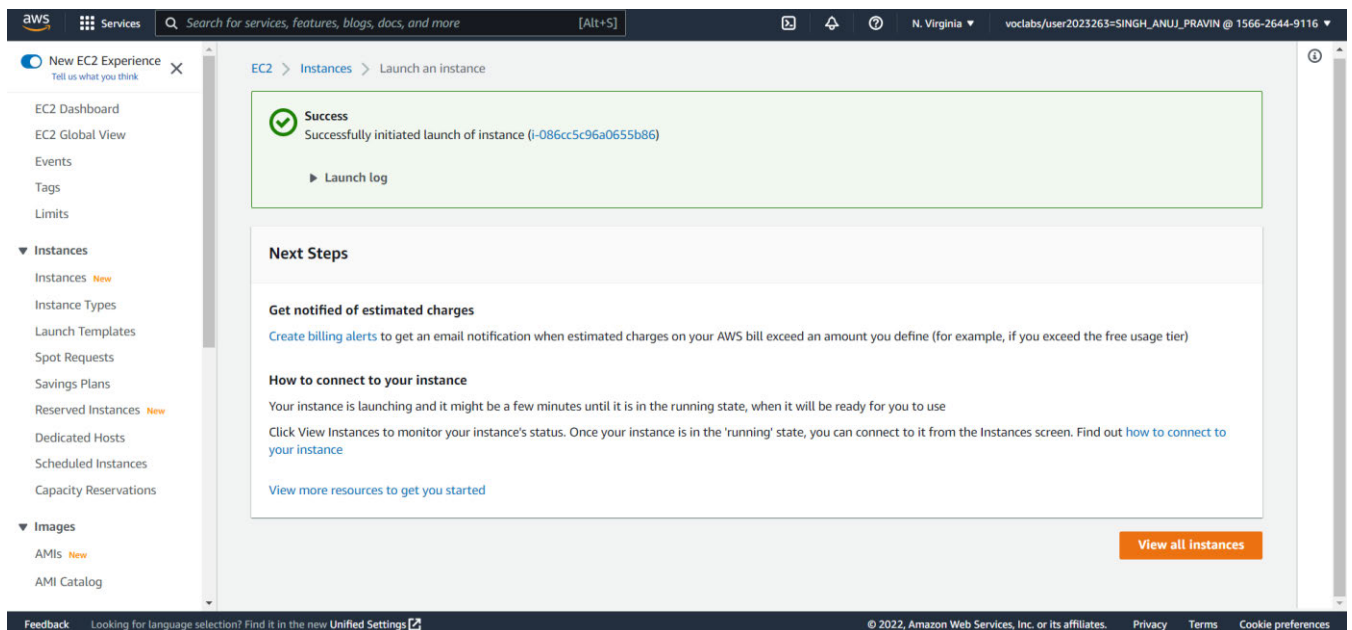 aws Services Search for services, features, blogs, docs, and more [Alt+S] N. Virginia voclabs/user2023263=SINGH_ANUJ_PRAVIN @ 1566-2644-9116
New EC2 Experience
Tell us what you think
EC2 Dashboard
EC2 Global View
Events
Tags
Limits
Instances
Instances New
Instance Types
Launch Templates
Spot Requests
Savings Plans
Reserved Instances New
Dedicated Hosts
Scheduled Instances
Capacity Reservations
Images
AMIs New
AMI Catalog
EC2 > Instances > Launch an instance
Success
Successfully initiated launch of instance (i-086cc5c96a0655b86)
Launch log
Next Steps
Get notified of estimated charges
Create billing alerts to get an email notification when estimated charges on your AWS bill exceed an amount you define (for example, if you exceed the free usage tier)
How to connect to your instance
Your instance is launching and it might be a few minutes until it is in the running state, when it will be ready for you to use
Click View Instances to monitor your instance's status. Once your instance is in the 'running' state, you can connect to it from the Instances screen. Find out how to connect to
your instance
View more resources to get you started
View all instances
Feedback Looking for language selection? Find it in the new Unified Settings © 2022, Amazon Web Services, Inc. or its affiliates. Privacy Terms Cookie preferences